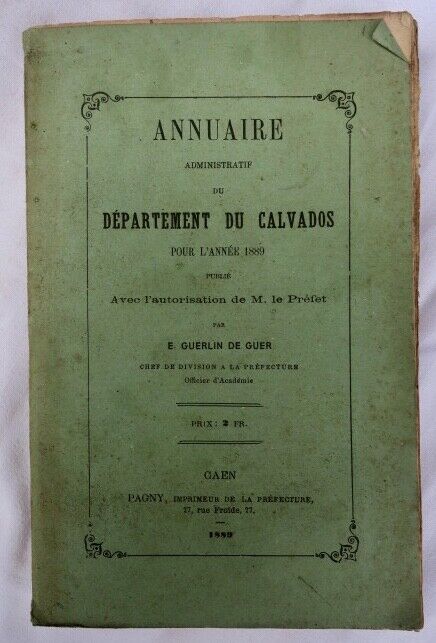 ANNUAIRE
ADMINISTRATIF
DU
DÉPARTEMENT DU CALVADOS
POUR L'ANNÉE 1889
PUBLIÉ
Avec l'autorisation de M. le Préfet
PAR
E. GUERLIN DE GUER
CHEF DE DIVISION A LA PRÉFECTURE
Officier d'Académie
PRIX : 2 FR.
CAEN
PAGNY, IMPRIMEUR DE LA PRÉFECTURE,
27, rue Froide, 27.
1889